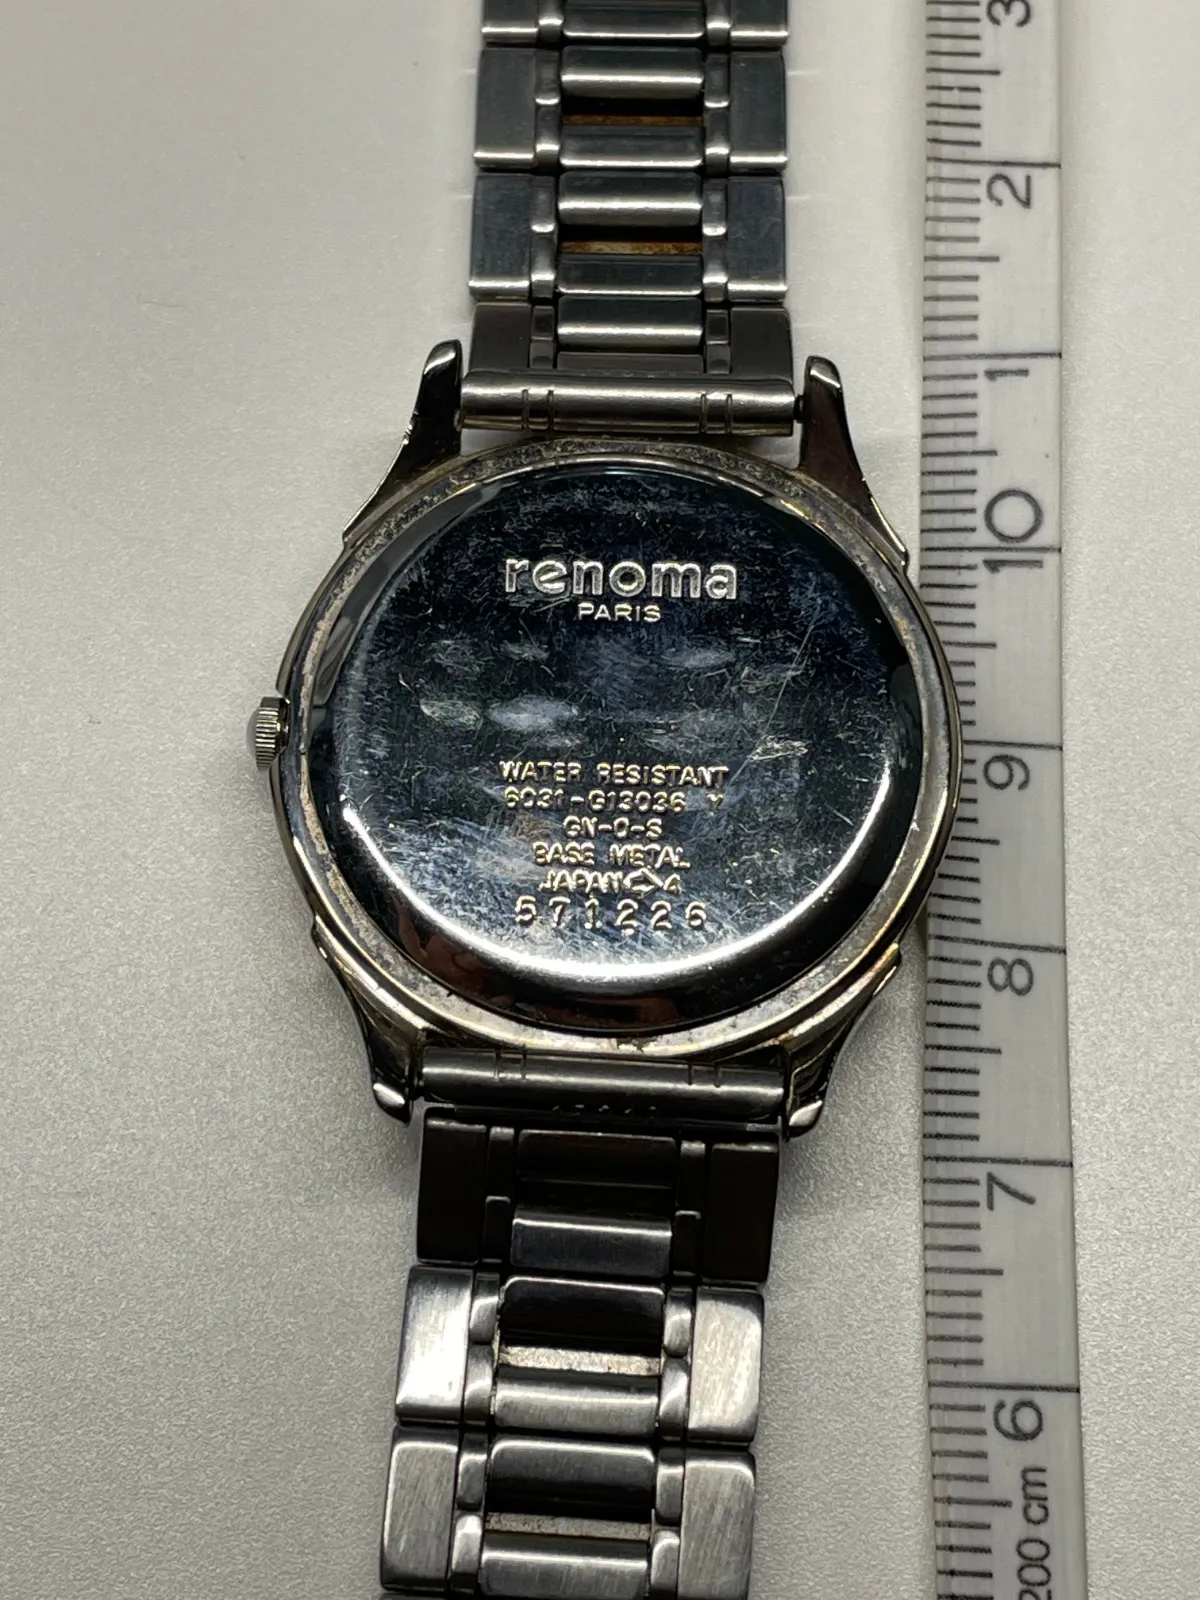 renoma
PARIS
WATER RESISTANT
6031-G13036 Y
GN-0-S
BASE METAL
JAPAN 4
571226
3
2
1
10
9
8
7
6
200 cm